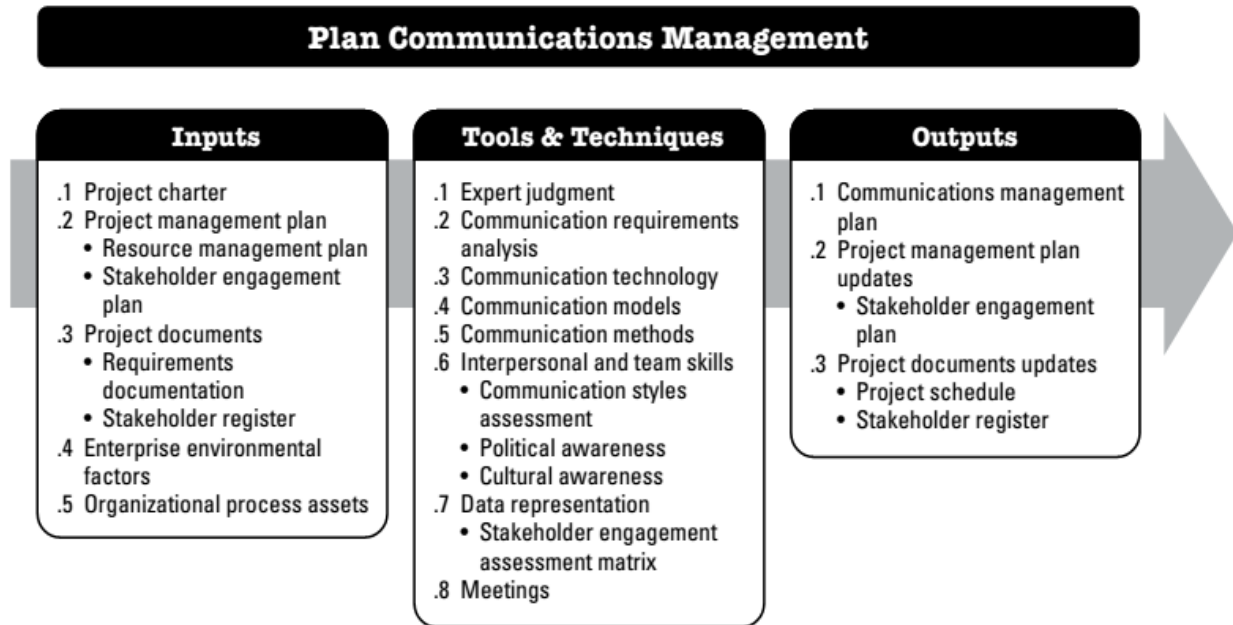 Plan Communications Management
Inputs
.1 Project charter
.2 Project management plan
• Resource management plan
• Stakeholder engagement
plan
.3 Project documents
• Requirements
documentation
• Stakeholder register
.4 Enterprise environmental
factors
.5 Organizational process assets
Tools & Techniques
.1 Expert judgment
.2 Communication requirements
analysis
.3 Communication technology
.4 Communication models
.5 Communication methods
.6 Interpersonal and team skills
• Communication styles
assessment
• Political awareness
• Cultural awareness
.7 Data representation
• Stakeholder engagement
assessment matrix
.8 Meetings
Outputs
.1 Communications management
plan
.2 Project management plan
updates
• Stakeholder engagement
plan
.3 Project documents updates
• Project schedule
• Stakeholder register